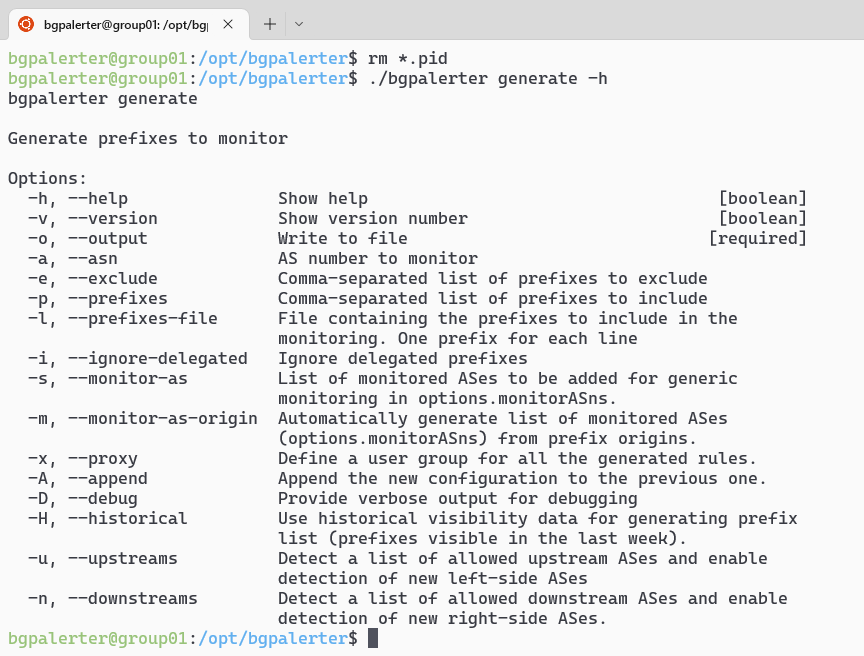 bgpalerter@group01: /opt/bgp
bgpalerter@group01:/opt/bgpalerter$ rm *.pid
bgpalerter@group01:/opt/bgpalerter$ ./bgpalerter generate -h
bgpalerter generate
Generate prefixes to monitor
Options:
-h, --help Show help [boolean]
-v, --version Show version number [boolean]
-o, --output Write to file [required]
-a, --asn AS number to monitor
-e, --exclude Comma-separated list of prefixes to exclude
-p, --prefixes Comma-separated list of prefixes to include
-l, --prefixes-file File containing the prefixes to include in the
monitoring. One prefix for each line
-i, --ignore-delegated Ignore delegated prefixes
-s, --monitor-as List of monitored ASes to be added for generic
monitoring in options.monitorASns.
-m, --monitor-as-origin Automatically generate list of monitored ASes
(options.monitorASns) from prefix origins.
-x, --proxy Define a user group for all the generated rules.
-A, --append Append the new configuration to the previous one.
-D, --debug Provide verbose output for debugging
-H, --historical Use historical visibility data for generating prefix
list (prefixes visible in the last week).
-u, --upstreams Detect a list of allowed upstream ASes and enable
detection of new left-side ASes
-n, --downstreams Detect a list of allowed downstream ASes and enable
detection of new right-side ASes.
bgpalerter@group01:/opt/bgpalerter$